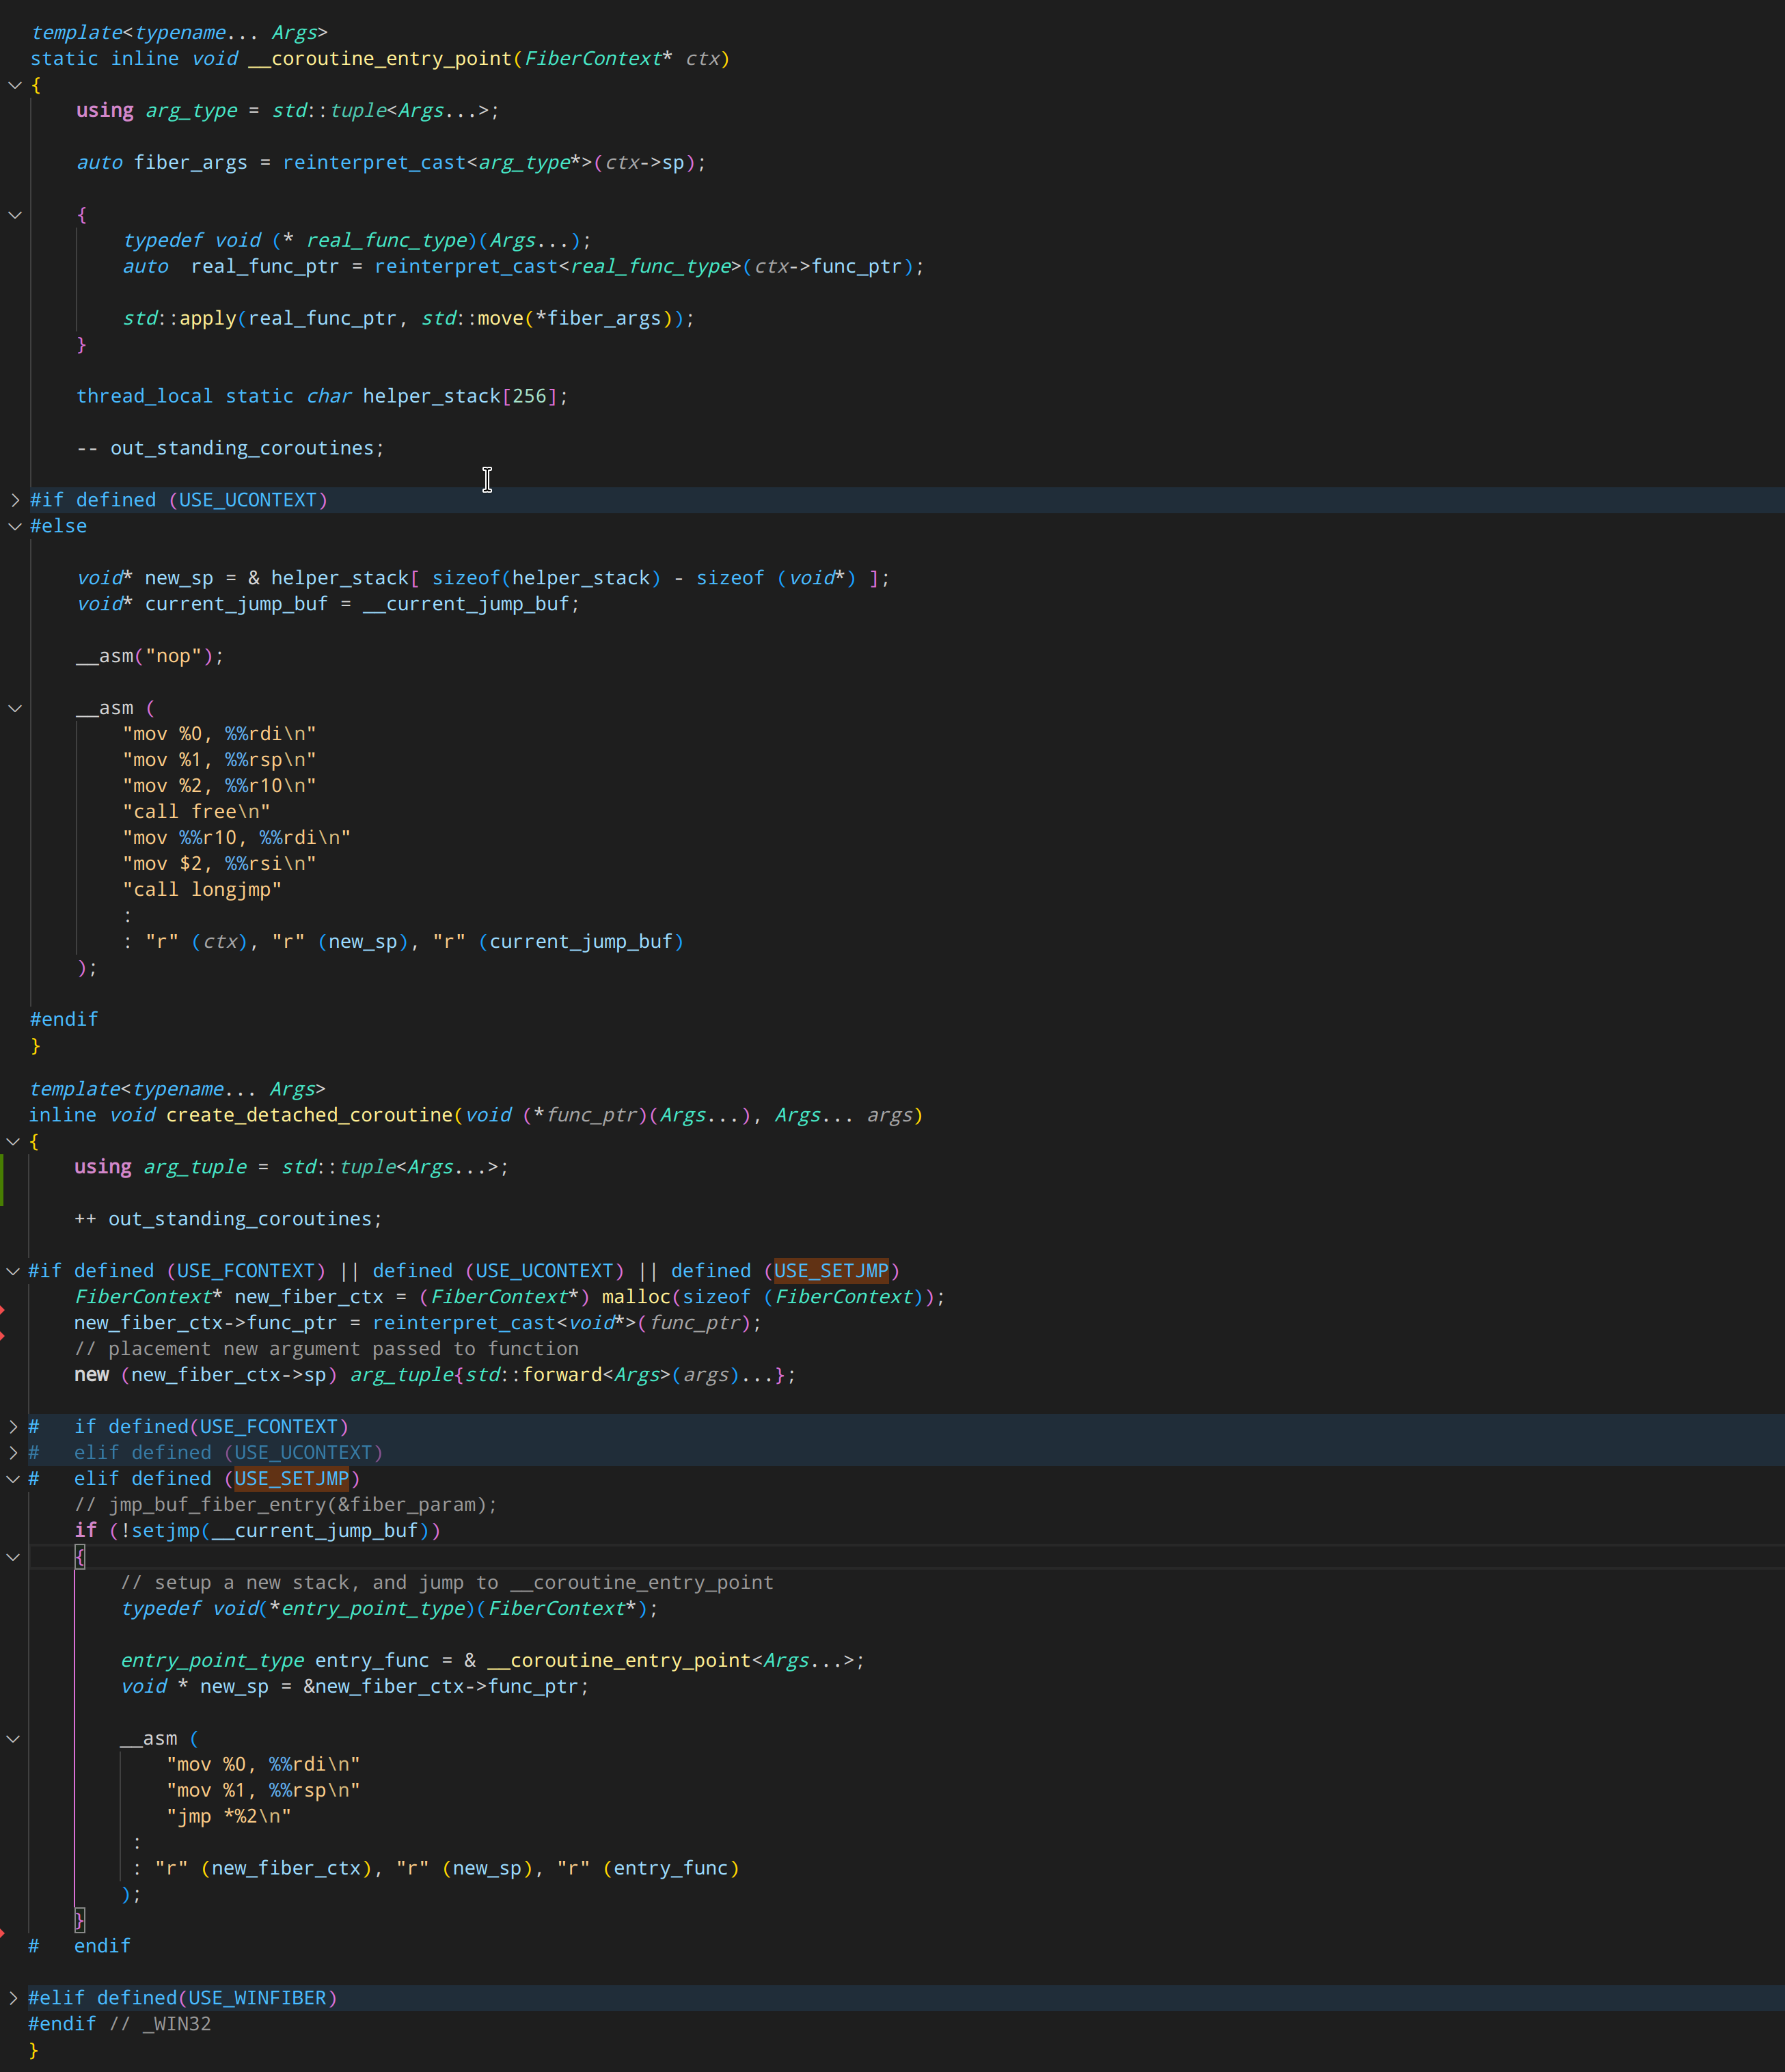 template<typename... Args>
static inline void __coroutine_entry_point(FiberContext* ctx)
{
    using arg_type = std::tuple<Args...>;
    auto fiber_args = reinterpret_cast<arg_type*>(ctx->sp);
    {
        typedef void (* real_func_type)(Args...);
        auto  real_func_ptr = reinterpret_cast<real_func_type>(ctx->func_ptr);
        std::apply(real_func_ptr, std::move(*fiber_args));
    }
    thread_local static char helper_stack[256];
    -- out_standing_coroutines;
#if defined (USE_UCONTEXT)
#else
    void* new_sp = & helper_stack[ sizeof(helper_stack) - sizeof (void*) ];
    void* current_jump_buf = __current_jump_buf;
    __asm("nop");
    __asm (
        "mov %0, %%rdi\n"
        "mov %1, %%rsp\n"
        "mov %2, %%r10\n"
        "call free\n"
        "mov %%r10, %%rdi\n"
        "mov $2, %%rsi\n"
        "call longjmp"
        :
        : "r" (ctx), "r" (new_sp), "r" (current_jump_buf)
    );
#endif
}
template<typename... Args>
inline void create_detached_coroutine(void (*func_ptr)(Args...), Args... args)
{
    using arg_tuple = std::tuple<Args...>;
    ++ out_standing_coroutines;
#if defined (USE_FCONTEXT) || defined (USE_UCONTEXT) || defined (USE_SETJMP)
    FiberContext* new_fiber_ctx = (FiberContext*) malloc(sizeof (FiberContext));
    new_fiber_ctx->func_ptr = reinterpret_cast<void*>(func_ptr);
    // placement new argument passed to function
    new (new_fiber_ctx->sp) arg_tuple{std::forward<Args>(args)...};
#   if defined(USE_FCONTEXT)
#   elif defined (USE_UCONTEXT)
#   elif defined (USE_SETJMP)
    // jmp_buf_fiber_entry(&fiber_param);
    if (!setjmp(__current_jump_buf))
    {
        // setup a new stack, and jump to __coroutine_entry_point
        typedef void(*entry_point_type)(FiberContext*);
        entry_point_type entry_func = & __coroutine_entry_point<Args...>;
        void * new_sp = &new_fiber_ctx->func_ptr;
        __asm (
            "mov %0, %%rdi\n"
            "mov %1, %%rsp\n"
            "jmp *%2\n"
         :
         : "r" (new_fiber_ctx), "r" (new_sp), "r" (entry_func)
        );
    }
#   endif
#elif defined(USE_WINFIBER)
#endif // _WIN32
}